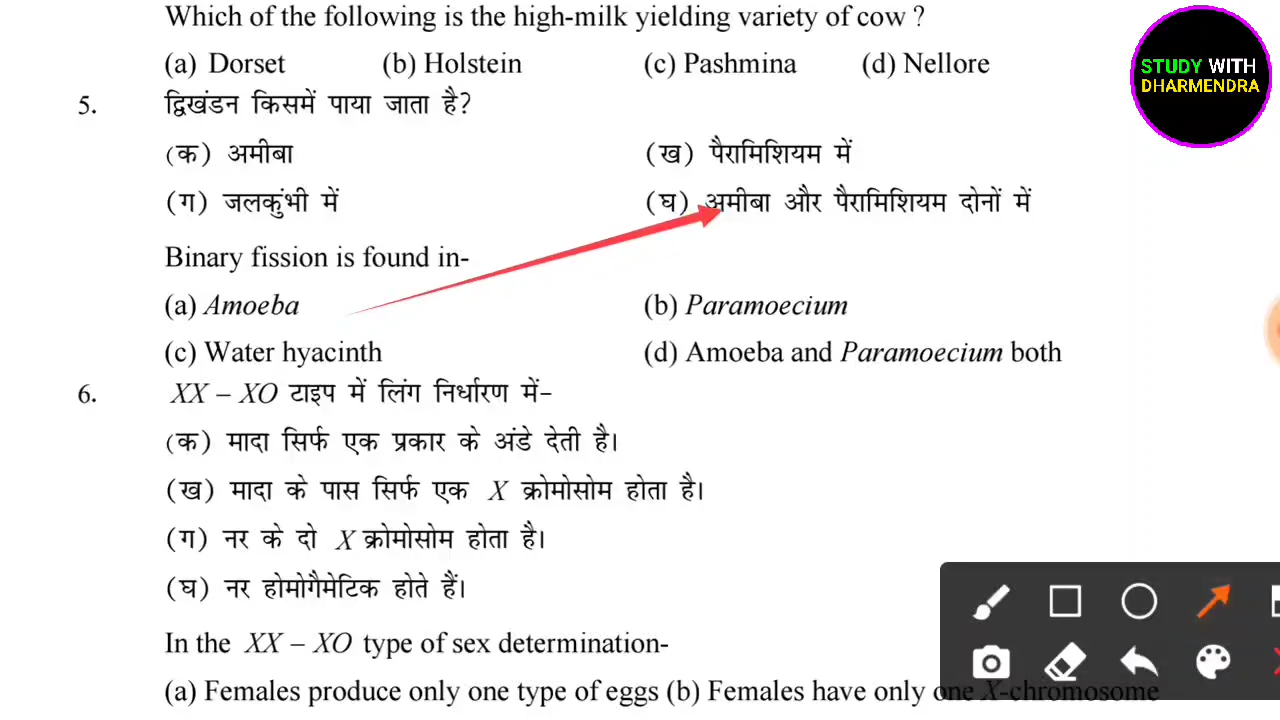 Which of the following is the high-milk yielding variety of cow ?
(a) Dorset (b) Holstein (c) Pashmina (d) Nellore
STUDY WITH
DHARMENDRA
5. द्विखंडन किसमें पाया जाता है?
(क) अमीबा (ख) पैरामिशियम में
(ग) जलकुंभी में (घ) अमीबा और पैरामिशियम दोनों में
Binary fission is found in-
(a) Amoeba (b) Paramoecium
(c) Water hyacinth (d) Amoeba and Paramoecium both
6. XX – XO टाइप में लिंग निर्धारण में-
(क) मादा सिर्फ एक प्रकार के अंडे देती है।
(ख) मादा के पास सिर्फ एक X क्रोमोसोम होता है।
(ग) नर के दो X क्रोमोसोम होता है।
(घ) नर होमोगैमेटिक होते हैं।
In the XX – XO type of sex determination-
(a) Females produce only one type of eggs (b) Females have only one X-chromosome